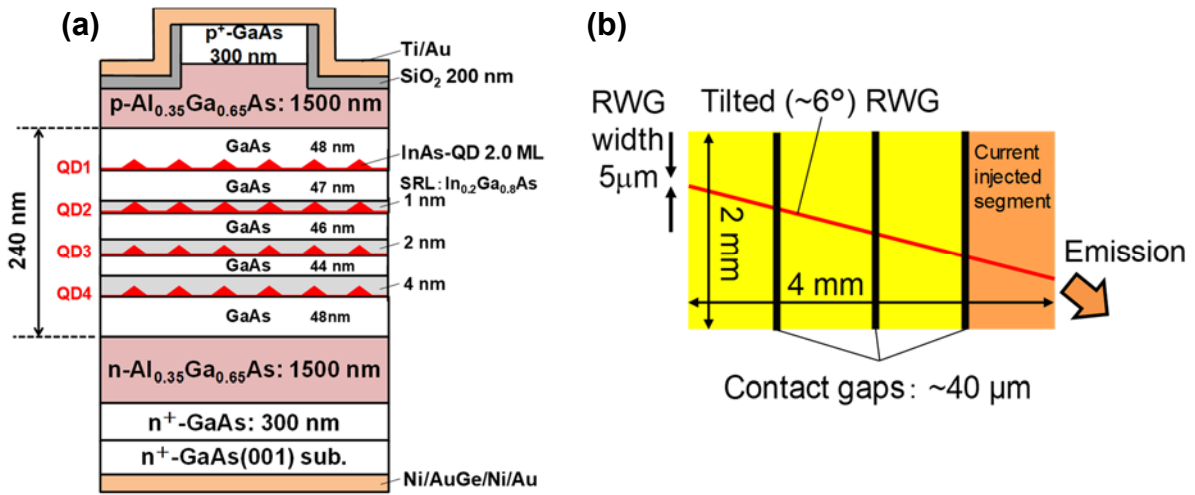 (a)
p⁺-GaAs
300 nm
Ti/Au
SiO₂ 200 nm
p-Al₀.₃₅Ga₀.₆₅As: 1500 nm
GaAs 48 nm
InAs-QD 2.0 ML
QD1
GaAs 47 nm
SRL: In₀.₂Ga₀.₈As
QD2
1 nm
GaAs 46 nm
QD3
2 nm
GaAs 44 nm
QD4
4 nm
GaAs 48nm
240 nm
n-Al₀.₃₅Ga₀.₆₅As: 1500 nm
n⁺-GaAs: 300 nm
n⁺-GaAs(001) sub.
Ni/AuGe/Ni/Au
(b)
RWG
width
5μm
Tilted (~6°) RWG
Current
injected
segment
2 mm
4 mm
Emission
Contact gaps: ~40 μm